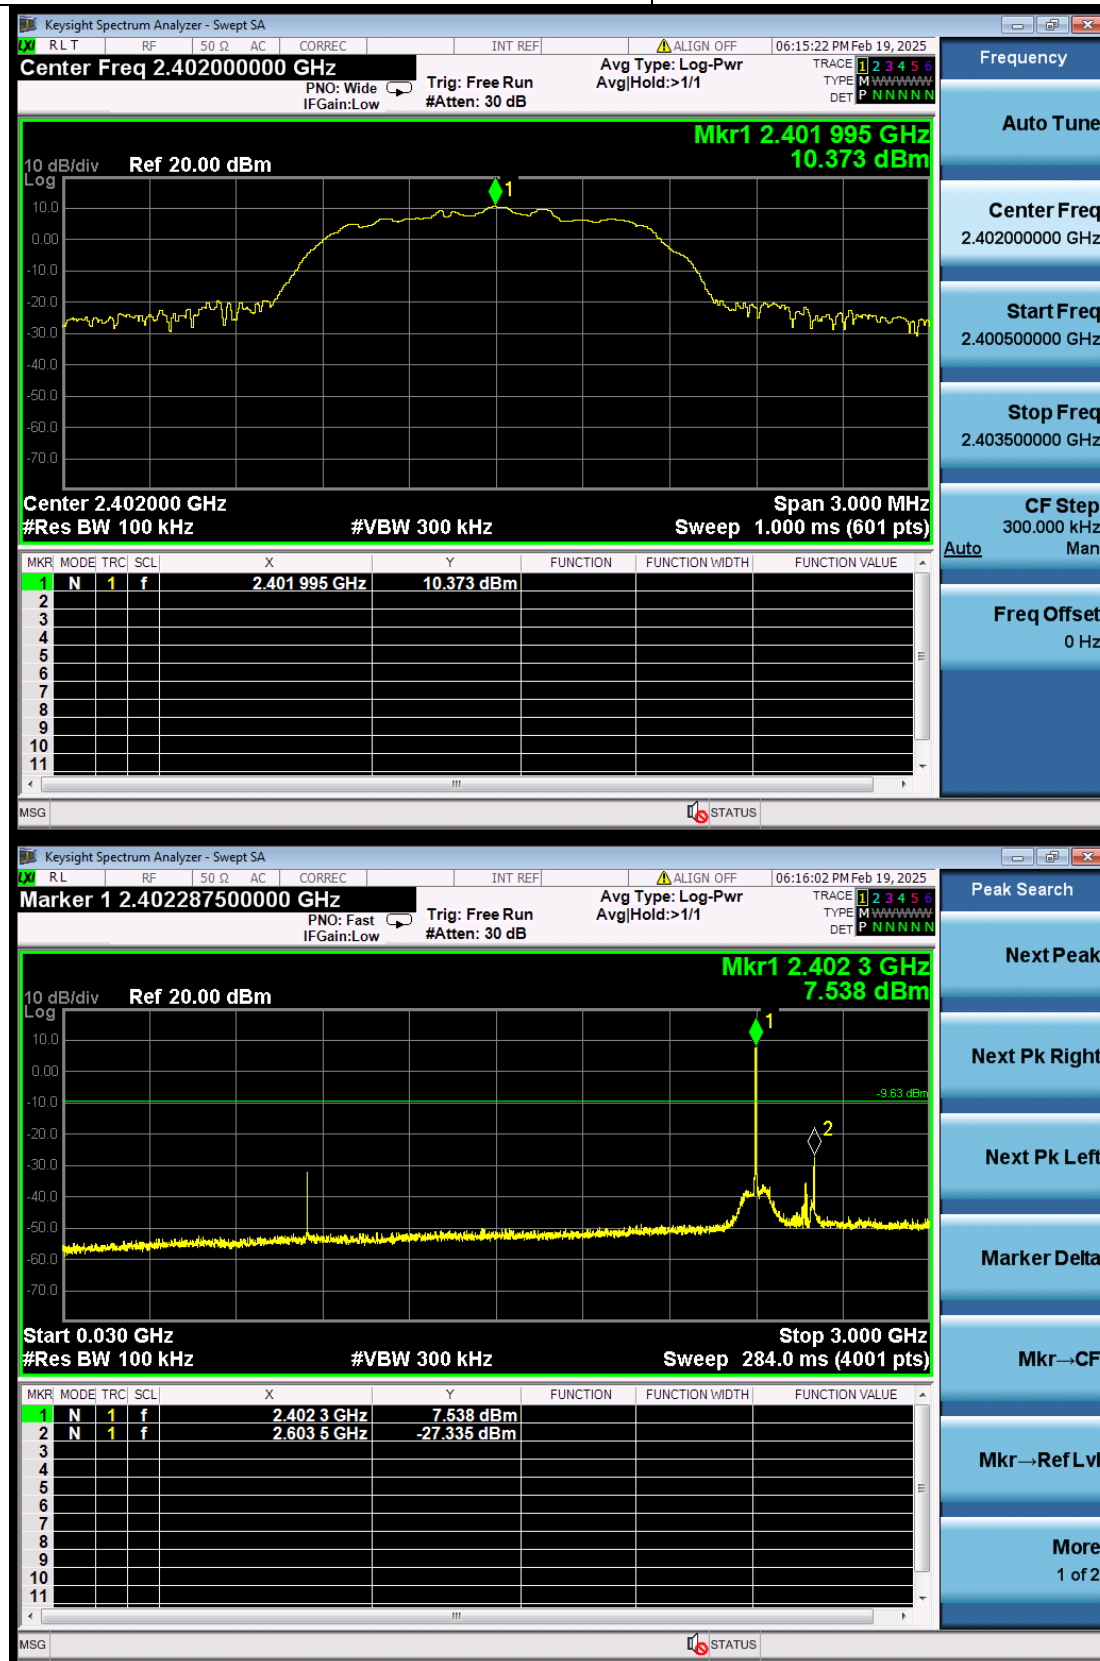 Keysight Spectrum Analyzer - Swept SA
LXI RLT RF 50 Ω AC CORREC INT REF ALIGN OFF 06:15:22 PM Feb 19, 2025
Center Freq 2.402000000 GHz
PNO: Wide
IFGain:Low
Trig: Free Run
#Atten: 30 dB
Avg Type: Log-Pwr
Avg|Hold:>1/1
TRACE 1 2 3 4 5 6
TYPE M WWWWW
DET P N N N N N
Mkr1 2.401 995 GHz
10.373 dBm
10 dB/div Ref 20.00 dBm
Log
1
10.0
0.00
-10.0
-20.0
-30.0
-40.0
-50.0
-60.0
-70.0
Center 2.402000 GHz Span 3.000 MHz
#Res BW 100 kHz #VBW 300 kHz Sweep 1.000 ms (601 pts)
MKR MODE TRC SCL X Y FUNCTION FUNCTION WIDTH FUNCTION VALUE
1 N 1 f 2.401 995 GHz 10.373 dBm
2
3
4
5
6
7
8
9
10
11
MSG STATUS
Frequency
Auto Tune
Center Freq
2.402000000 GHz
Start Freq
2.400500000 GHz
Stop Freq
2.403500000 GHz
CF Step
300.000 kHz
Auto Man
Freq Offset
0 Hz
Keysight Spectrum Analyzer - Swept SA
LXI RL RF 50 Ω AC CORREC INT REF ALIGN OFF 06:16:02 PM Feb 19, 2025
Marker 1 2.402287500000 GHz
PNO: Fast
IFGain:Low
Trig: Free Run
#Atten: 30 dB
Avg Type: Log-Pwr
Avg|Hold:>1/1
TRACE 1 2 3 4 5 6
TYPE M WWWWW
DET P N N N N N
Mkr1 2.402 3 GHz
7.538 dBm
10 dB/div Ref 20.00 dBm
Log
1
10.0
0.00
-9.63 dBm
-10.0
2
-20.0
-30.0
-40.0
-50.0
-60.0
-70.0
Start 0.030 GHz Stop 3.000 GHz
#Res BW 100 kHz #VBW 300 kHz Sweep 284.0 ms (4001 pts)
MKR MODE TRC SCL X Y FUNCTION FUNCTION WIDTH FUNCTION VALUE
1 N 1 f 2.402 3 GHz 7.538 dBm
2 N 1 f 2.603 5 GHz -27.335 dBm
3
4
5
6
7
8
9
10
11
MSG STATUS
Peak Search
Next Peak
Next Pk Right
Next Pk Left
Marker Delta
Mkr→CF
Mkr→Ref Lvl
More
1 of 2